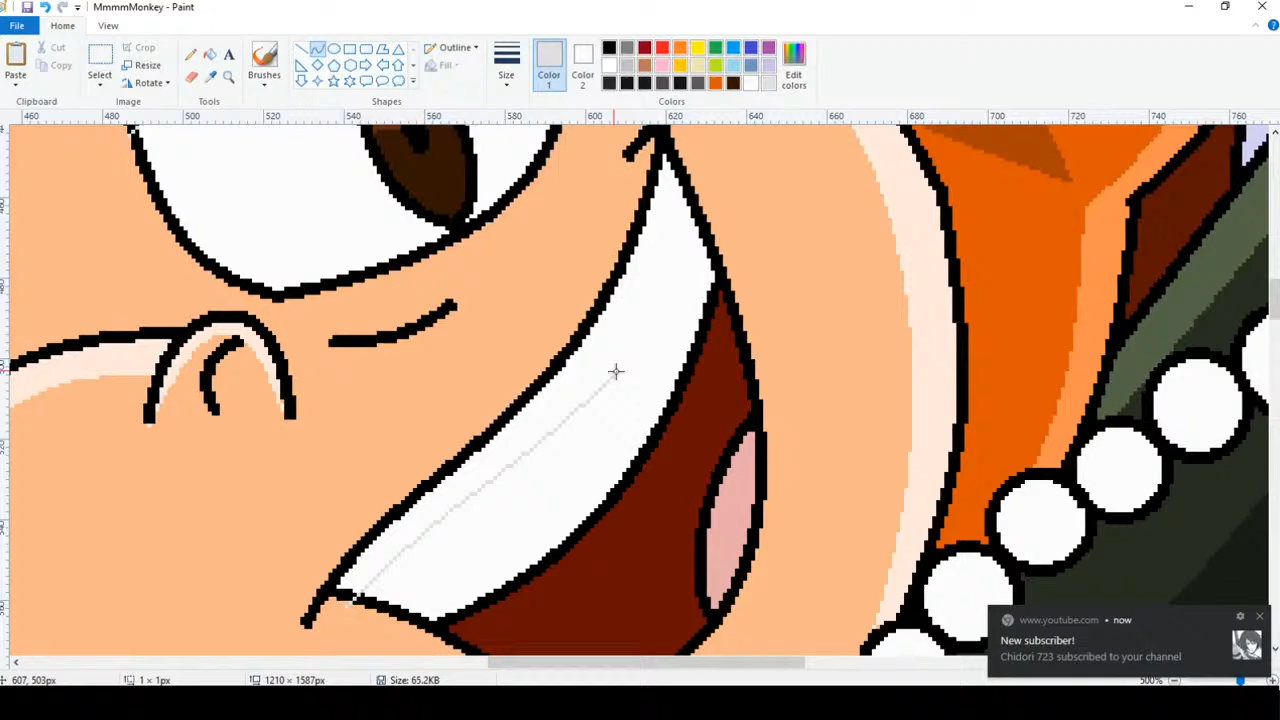 MmmmMonkey - Paint
File Home View
Paste
Cut
Copy
Clipboard
Select
Crop
Resize
Rotate
Image
A
Tools
Brushes
Outline
Fill
Shapes
Size
Color 1
Color 2
Edit colors
Colors
460 480 500 520 540 560 580 600 620 640 660 680 700 720 740 760
www.youtube.com • now
New subscriber!
Chidori 723 subscribed to your channel
607, 503px 1 × 1px 1210 × 1587px Size: 65.2KB 500%